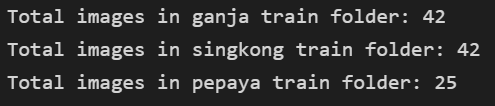 Total images in ganja train folder: 42
Total images in singkong train folder: 42
Total images in pepaya train folder: 25